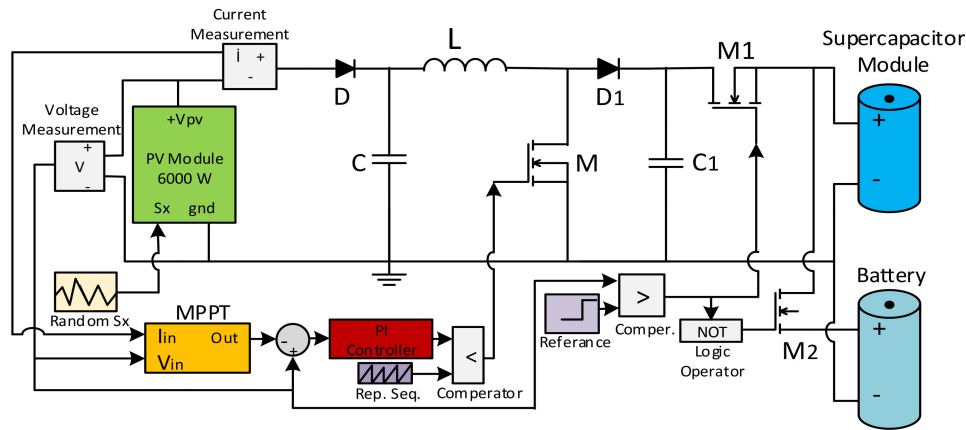 Current
Measurement
i
+
-
D
L
D1
M1
Supercapacitor
Module
+
-
Voltage
Measurement
+
V
-
+Vpv
PV Module
6000 W
Sx gnd
C
M
C1
Random Sx
MPPT
Iin Out
Vin
-
+
PI
Controller
Rep. Seq.
<
Comperator
Referance
>
Comper.
NOT
Logic
Operator
M2
Battery
+
-